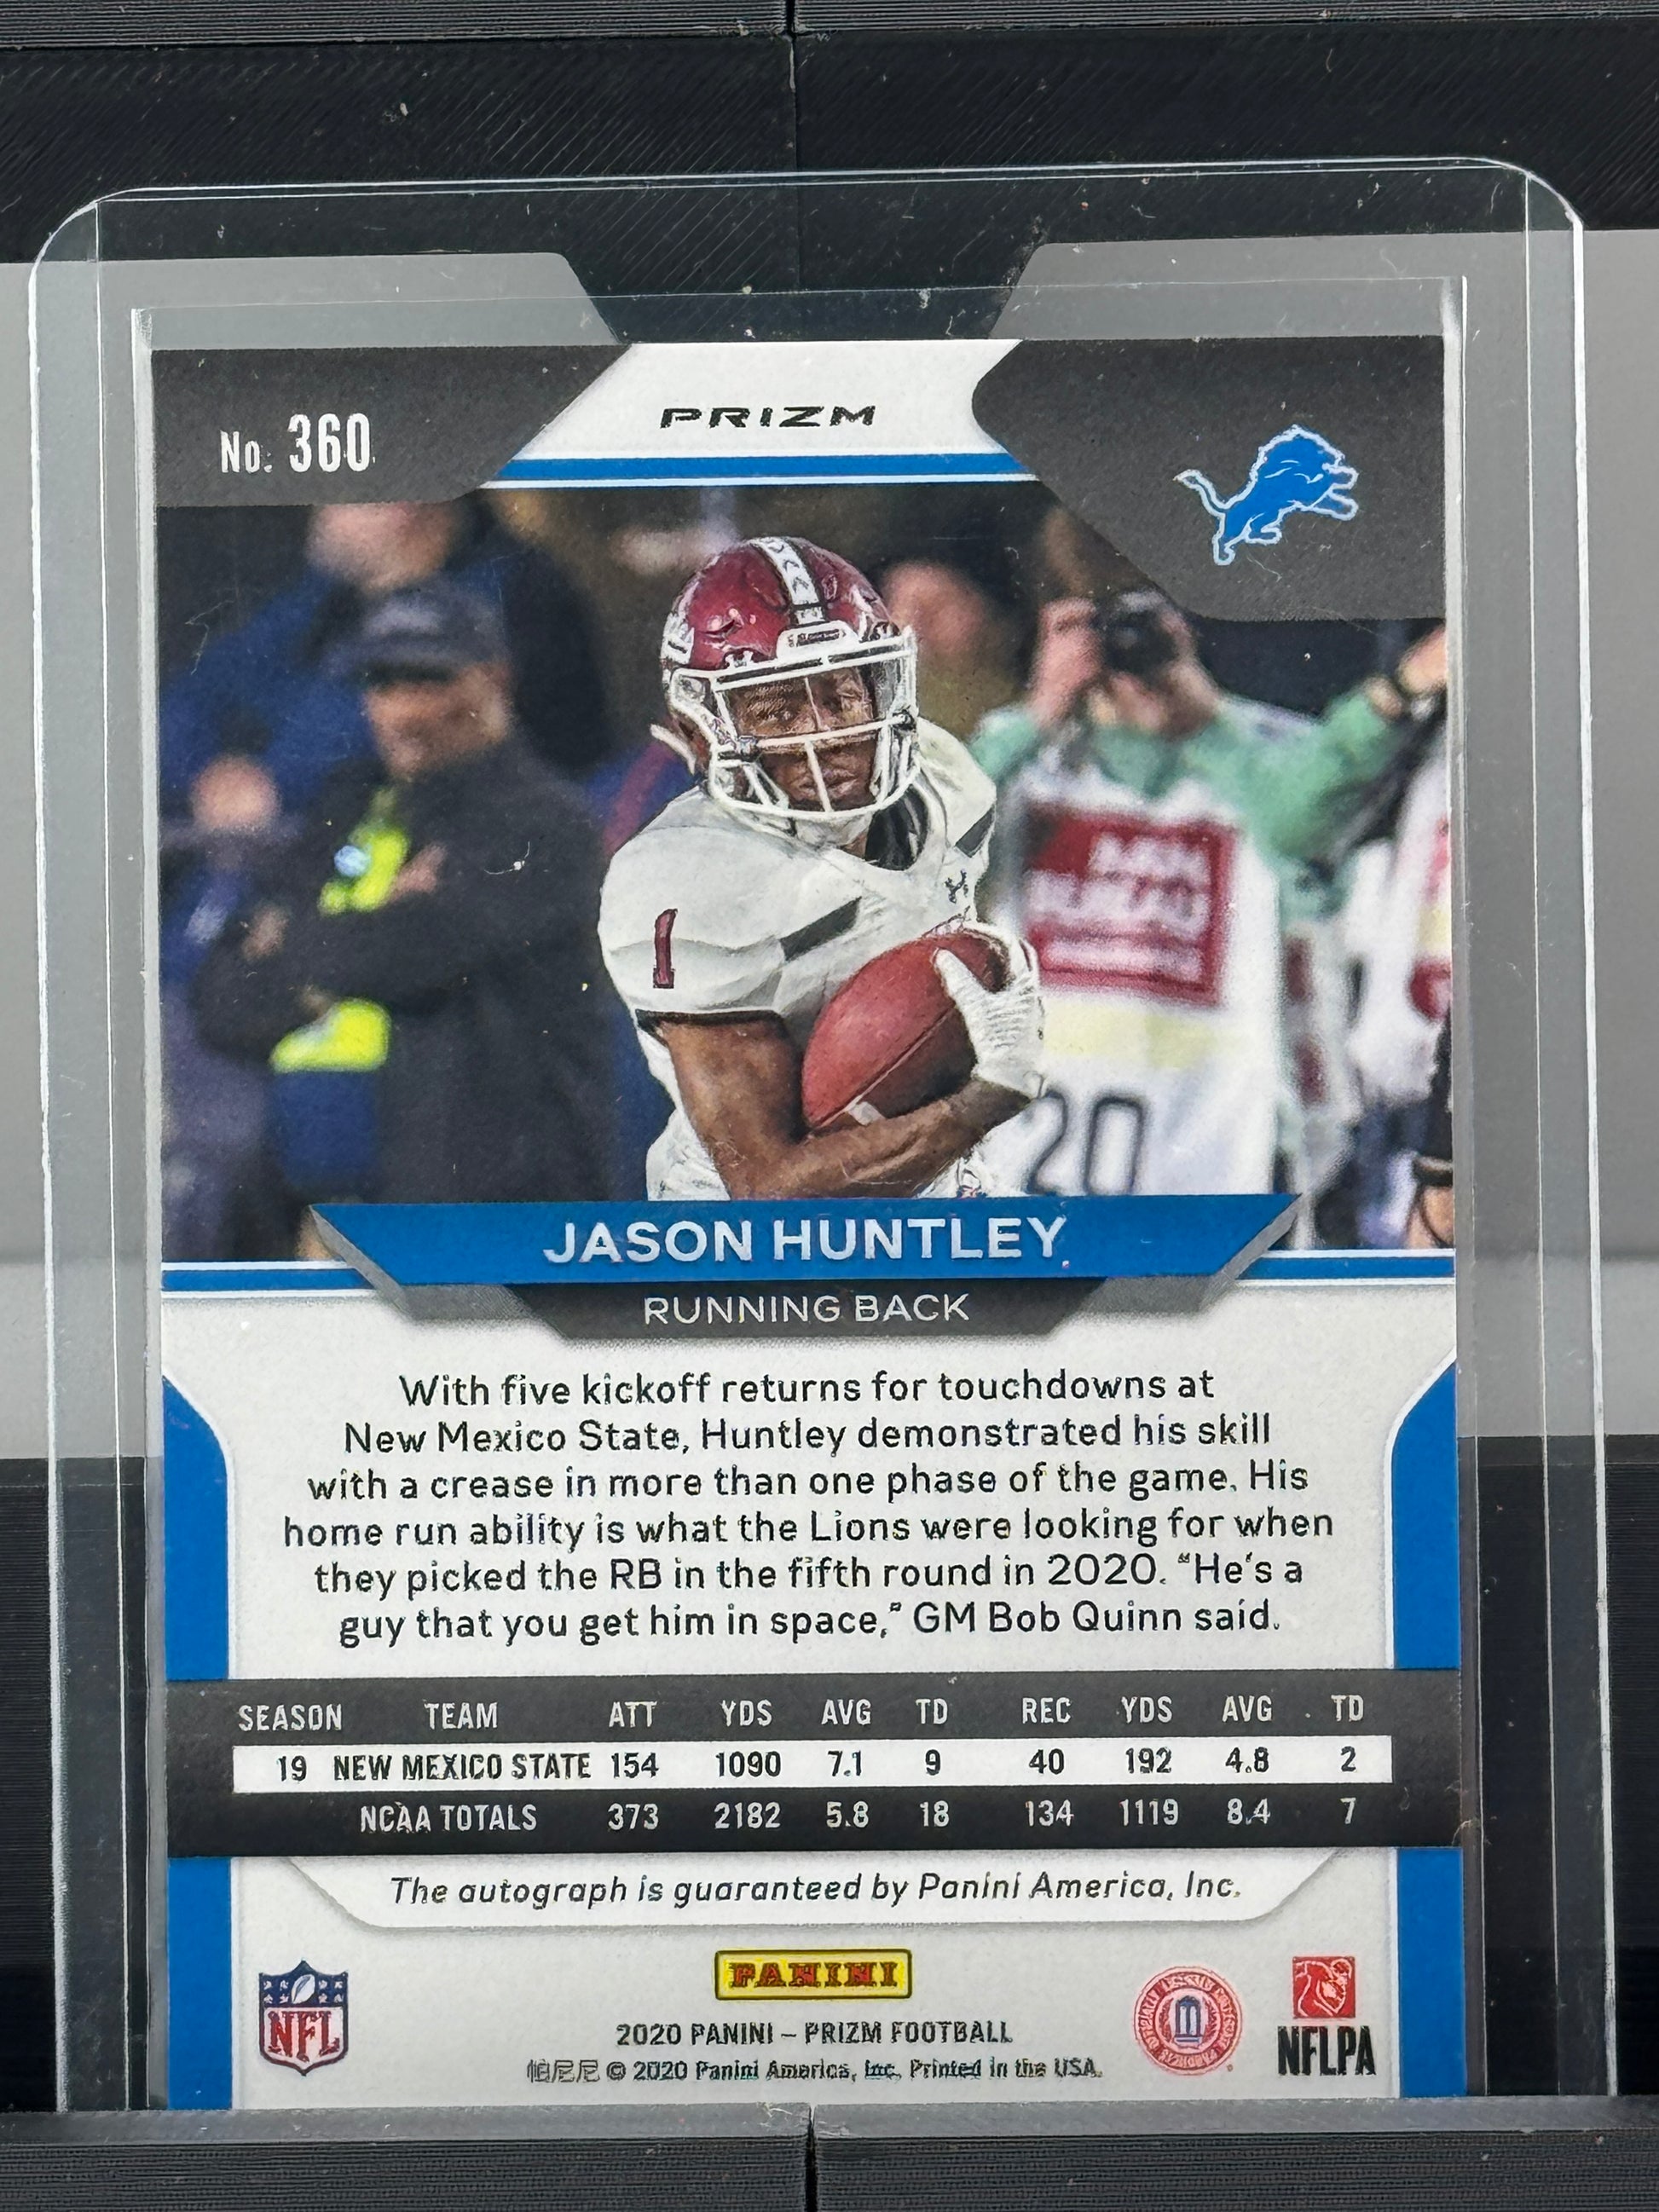 No. 360
PRIZM
1
20
JASON HUNTLEY
RUNNING BACK
With five kickoff returns for touchdowns at
New Mexico State, Huntley demonstrated his skill
with a crease in more than one phase of the game. His
home run ability is what the Lions were looking for when
they picked the RB in the fifth round in 2020. "He's a
guy that you get him in space," GM Bob Quinn said.
SEASON TEAM ATT YDS AVG TD REC YDS AVG TD
19 NEW MEXICO STATE 154 1090 7.1 9 40 192 4.8 2
NCAA TOTALS 373 2182 5.8 18 134 1119 8.4 7
The autograph is guaranteed by Panini America, Inc.
PANINI
NFL
NFLPA
2020 PANINI – PRIZM FOOTBALL
帕尼尼 © 2020 Panini America, Inc. Printed in the USA.